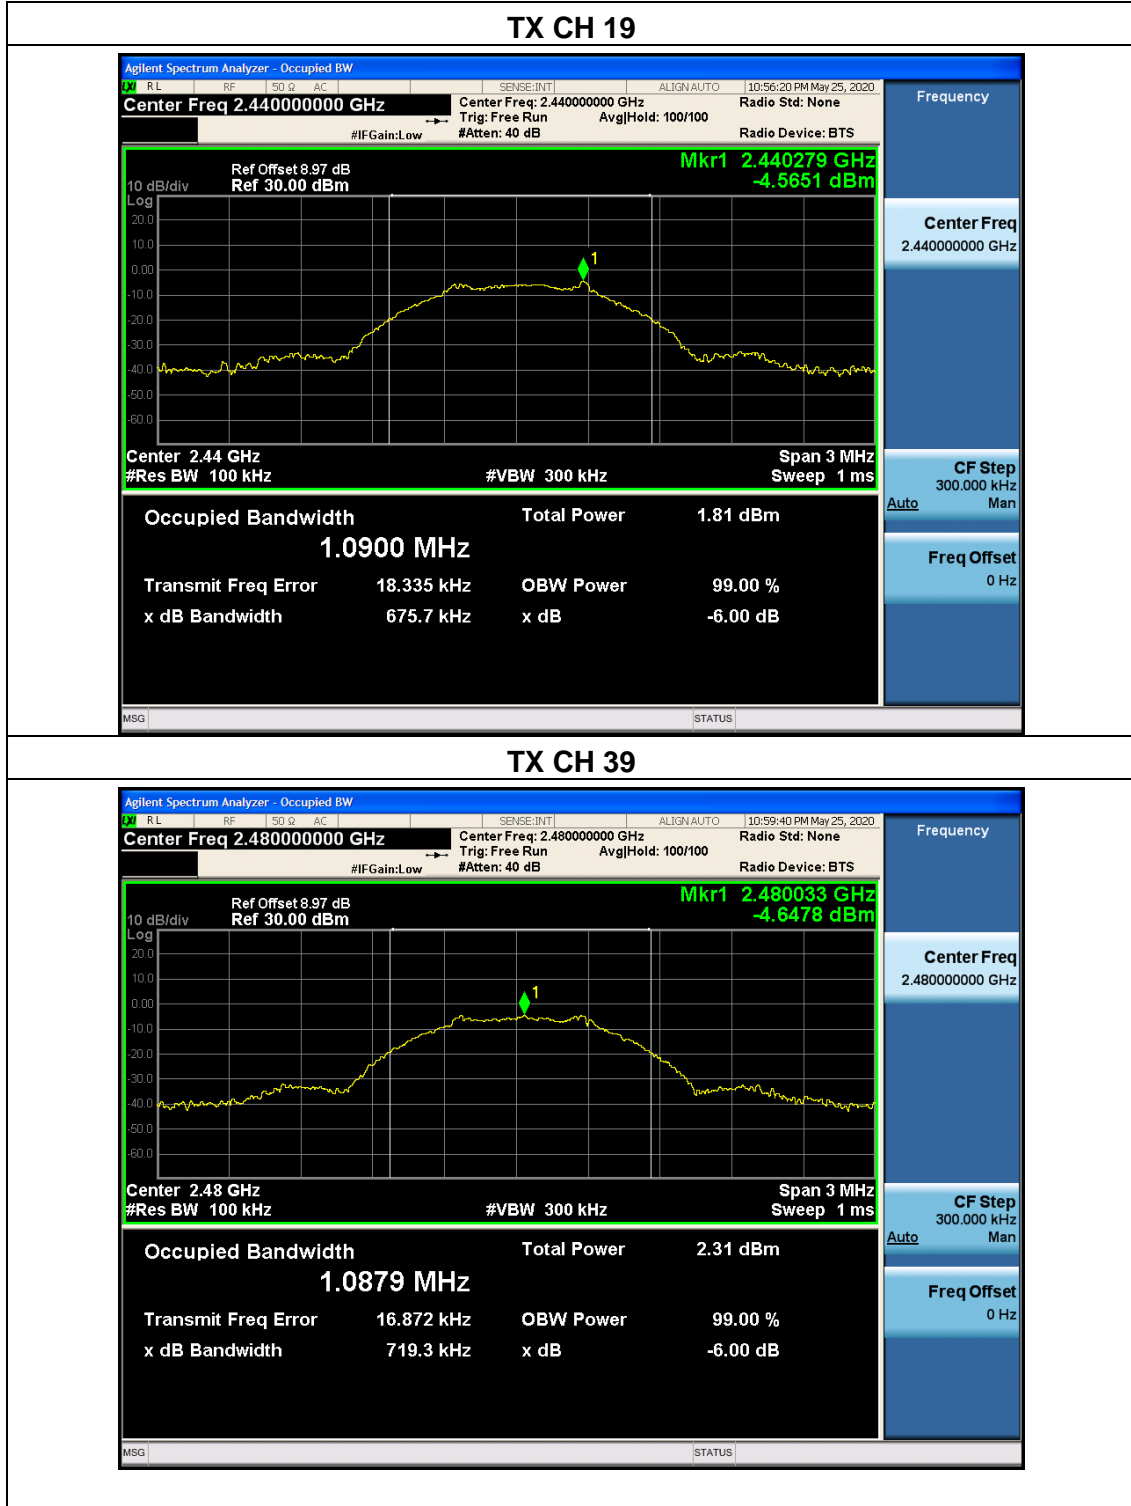 TX CH 19
Agilent Spectrum Analyzer - Occupied BW
LXI RL RF 50 Ω AC SENSE:INT ALIGN AUTO 10:56:20 PM May 25, 2020
Center Freq 2.440000000 GHz Center Freq: 2.440000000 GHz Radio Std: None
Trig: Free Run Avg|Hold: 100/100
#IFGain:Low #Atten: 40 dB Radio Device: BTS
Frequency
Mkr1 2.440279 GHz
-4.5651 dBm
Ref Offset 8.97 dB
10 dB/div Ref 30.00 dBm
Log
20.0
10.0
0.00
-10.0
-20.0
-30.0
-40.0
-50.0
-60.0
1
Center 2.44 GHz Span 3 MHz
#Res BW 100 kHz #VBW 300 kHz Sweep 1 ms
Center Freq
2.440000000 GHz
CF Step
300.000 kHz
Auto Man
Freq Offset
0 Hz
Occupied Bandwidth Total Power 1.81 dBm
1.0900 MHz
Transmit Freq Error 18.335 kHz OBW Power 99.00 %
x dB Bandwidth 675.7 kHz x dB -6.00 dB
MSG STATUS
TX CH 39
Agilent Spectrum Analyzer - Occupied BW
LXI RL RF 50 Ω AC SENSE:INT ALIGN AUTO 10:59:40 PM May 25, 2020
Center Freq 2.480000000 GHz Center Freq: 2.480000000 GHz Radio Std: None
Trig: Free Run Avg|Hold: 100/100
#IFGain:Low #Atten: 40 dB Radio Device: BTS
Frequency
Mkr1 2.480033 GHz
-4.6478 dBm
Ref Offset 8.97 dB
10 dB/div Ref 30.00 dBm
Log
20.0
10.0
0.00
-10.0
-20.0
-30.0
-40.0
-50.0
-60.0
1
Center 2.48 GHz Span 3 MHz
#Res BW 100 kHz #VBW 300 kHz Sweep 1 ms
Center Freq
2.480000000 GHz
CF Step
300.000 kHz
Auto Man
Freq Offset
0 Hz
Occupied Bandwidth Total Power 2.31 dBm
1.0879 MHz
Transmit Freq Error 16.872 kHz OBW Power 99.00 %
x dB Bandwidth 719.3 kHz x dB -6.00 dB
MSG STATUS